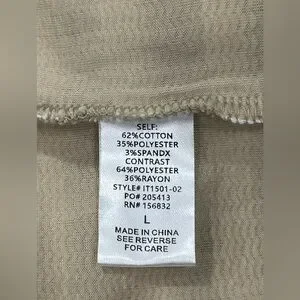 SELF:
62%COTTON
35%POLYESTER
3%SPANDX
CONTRAST
64%POLYESTER
36%RAYON
STYLE# IT1501-02
PO# 205413
RN# 156832
L
MADE IN CHINA
SEE REVERSE
FOR CARE